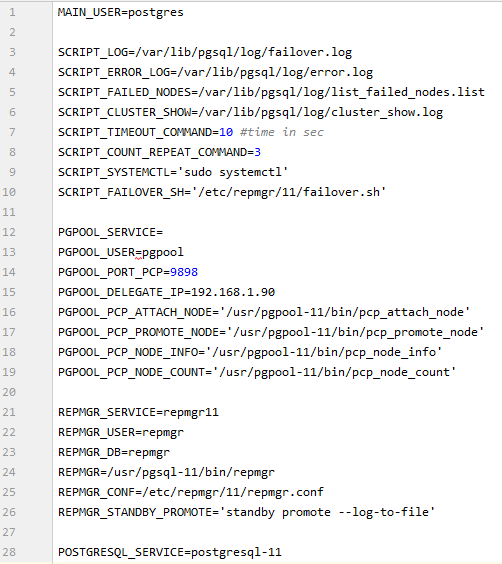 1 MAIN_USER=postgres
2
3 SCRIPT_LOG=/var/lib/pgsql/log/failover.log
4 SCRIPT_ERROR_LOG=/var/lib/pgsql/log/error.log
5 SCRIPT_FAILED_NODES=/var/lib/pgsql/log/list_failed_nodes.list
6 SCRIPT_CLUSTER_SHOW=/var/lib/pgsql/log/cluster_show.log
7 SCRIPT_TIMEOUT_COMMAND=10 #time in sec
8 SCRIPT_COUNT_REPEAT_COMMAND=3
9 SCRIPT_SYSTEMCTL='sudo systemctl'
10 SCRIPT_FAILOVER_SH='/etc/repmgr/11/failover.sh'
11
12 PGPOOL_SERVICE=
13 PGPOOL_USER=pgpool
14 PGPOOL_PORT_PCP=9898
15 PGPOOL_DELEGATE_IP=192.168.1.90
16 PGPOOL_PCP_ATTACH_NODE='/usr/pgpool-11/bin/pcp_attach_node'
17 PGPOOL_PCP_PROMOTE_NODE='/usr/pgpool-11/bin/pcp_promote_node'
18 PGPOOL_PCP_NODE_INFO='/usr/pgpool-11/bin/pcp_node_info'
19 PGPOOL_PCP_NODE_COUNT='/usr/pgpool-11/bin/pcp_node_count'
20
21 REPMGR_SERVICE=repmgr11
22 REPMGR_USER=repmgr
23 REPMGR_DB=repmgr
24 REPMGR=/usr/pgsql-11/bin/repmgr
25 REPMGR_CONF=/etc/repmgr/11/repmgr.conf
26 REPMGR_STANDBY_PROMOTE='standby promote --log-to-file'
27
28 POSTGRESQL_SERVICE=postgresql-11